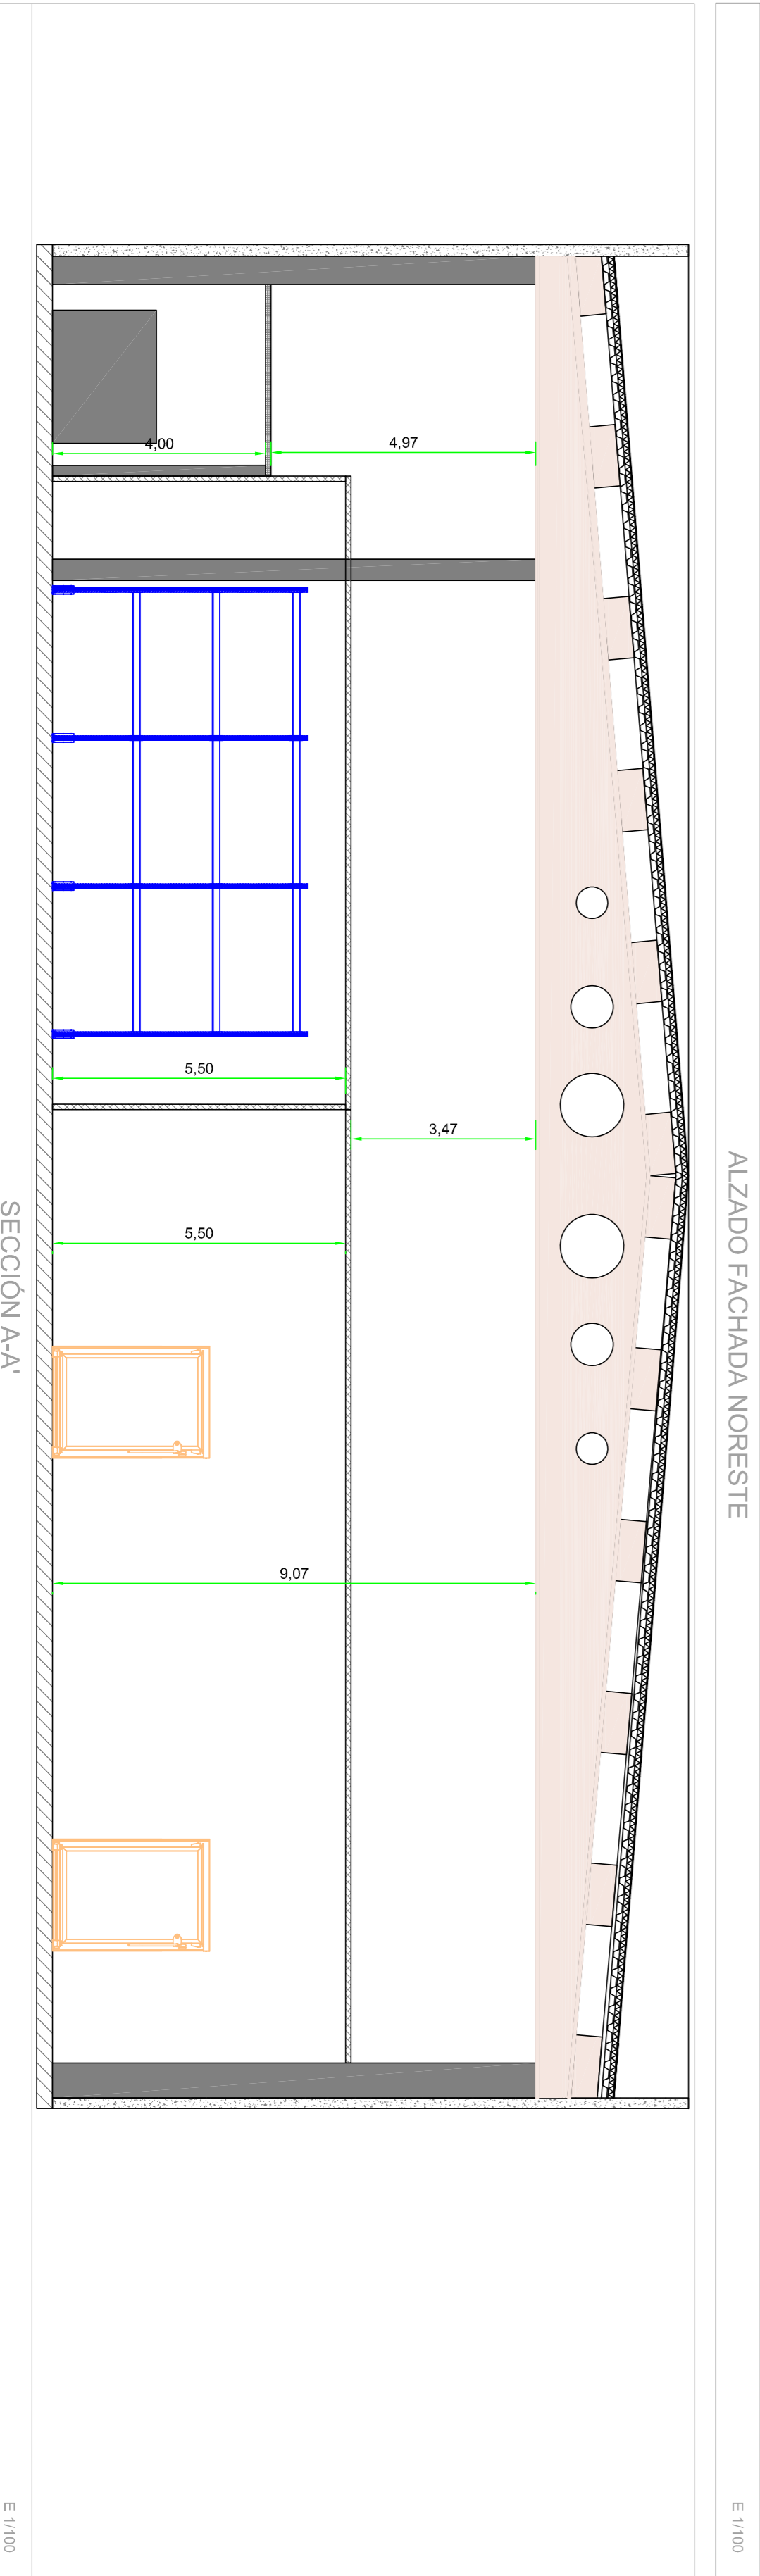 ALZADO FACHADA NORESTE
E 1/100
4,00
4,97
5,50
3,47
5,50
9,07
SECCIÓN A-A'
E 1/100